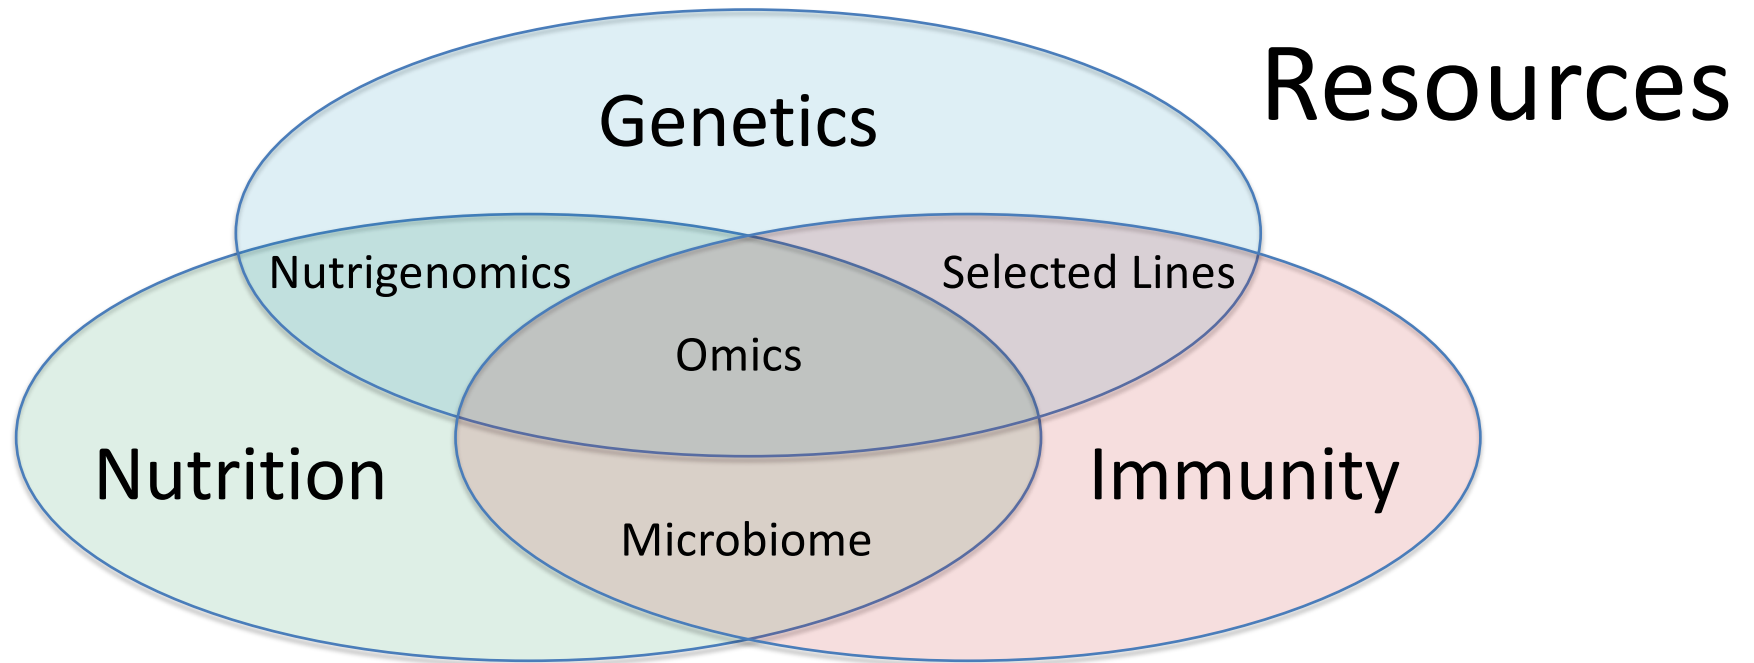 Resources
Genetics
Nutrigenomics
Selected Lines
Omics
Nutrition
Immunity
Microbiome